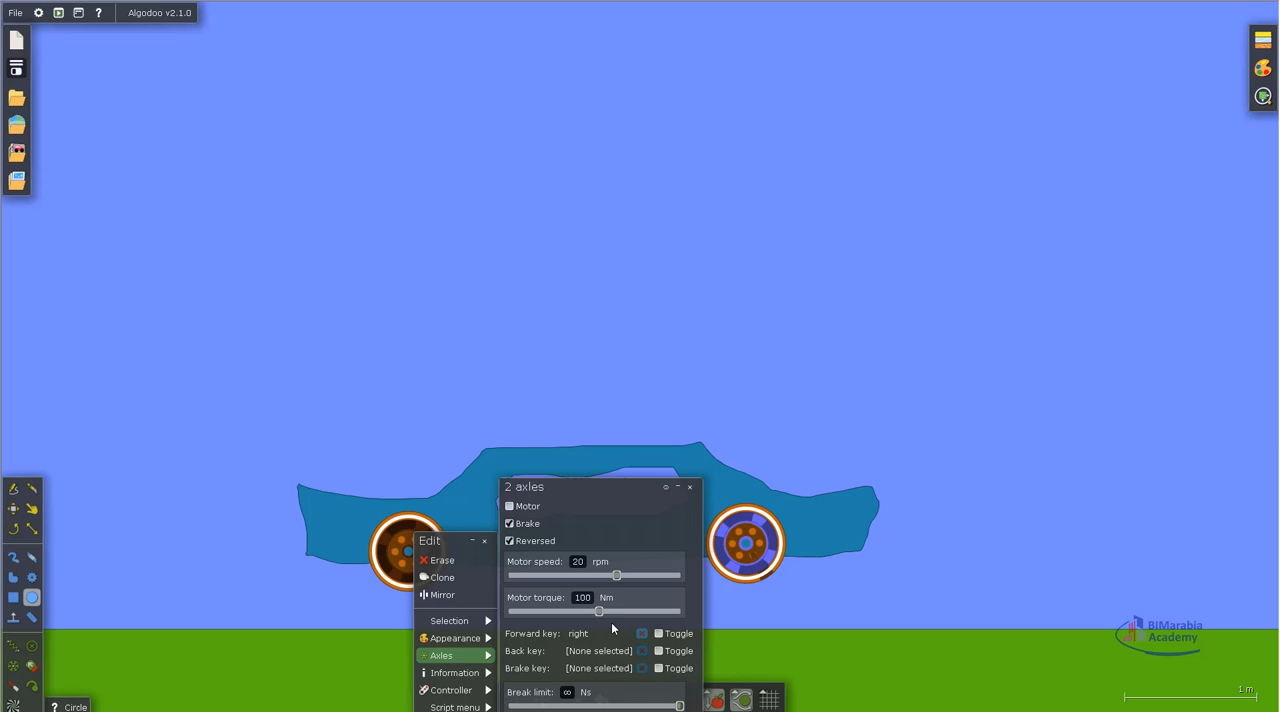 File
Algodoo v2.1.0
2 axles
Motor
Brake
Reversed
Motor speed: 20 rpm
Motor torque: 100 Nm
Forward key: right Toggle
Back key: [None selected] Toggle
Brake key: [None selected] Toggle
Break limit: ∞ Ns
Edit
Erase
Clone
Mirror
Selection
Appearance
Axles
Information
Controller
Script menu
? Circle
BIMarabia
Academy
1 m